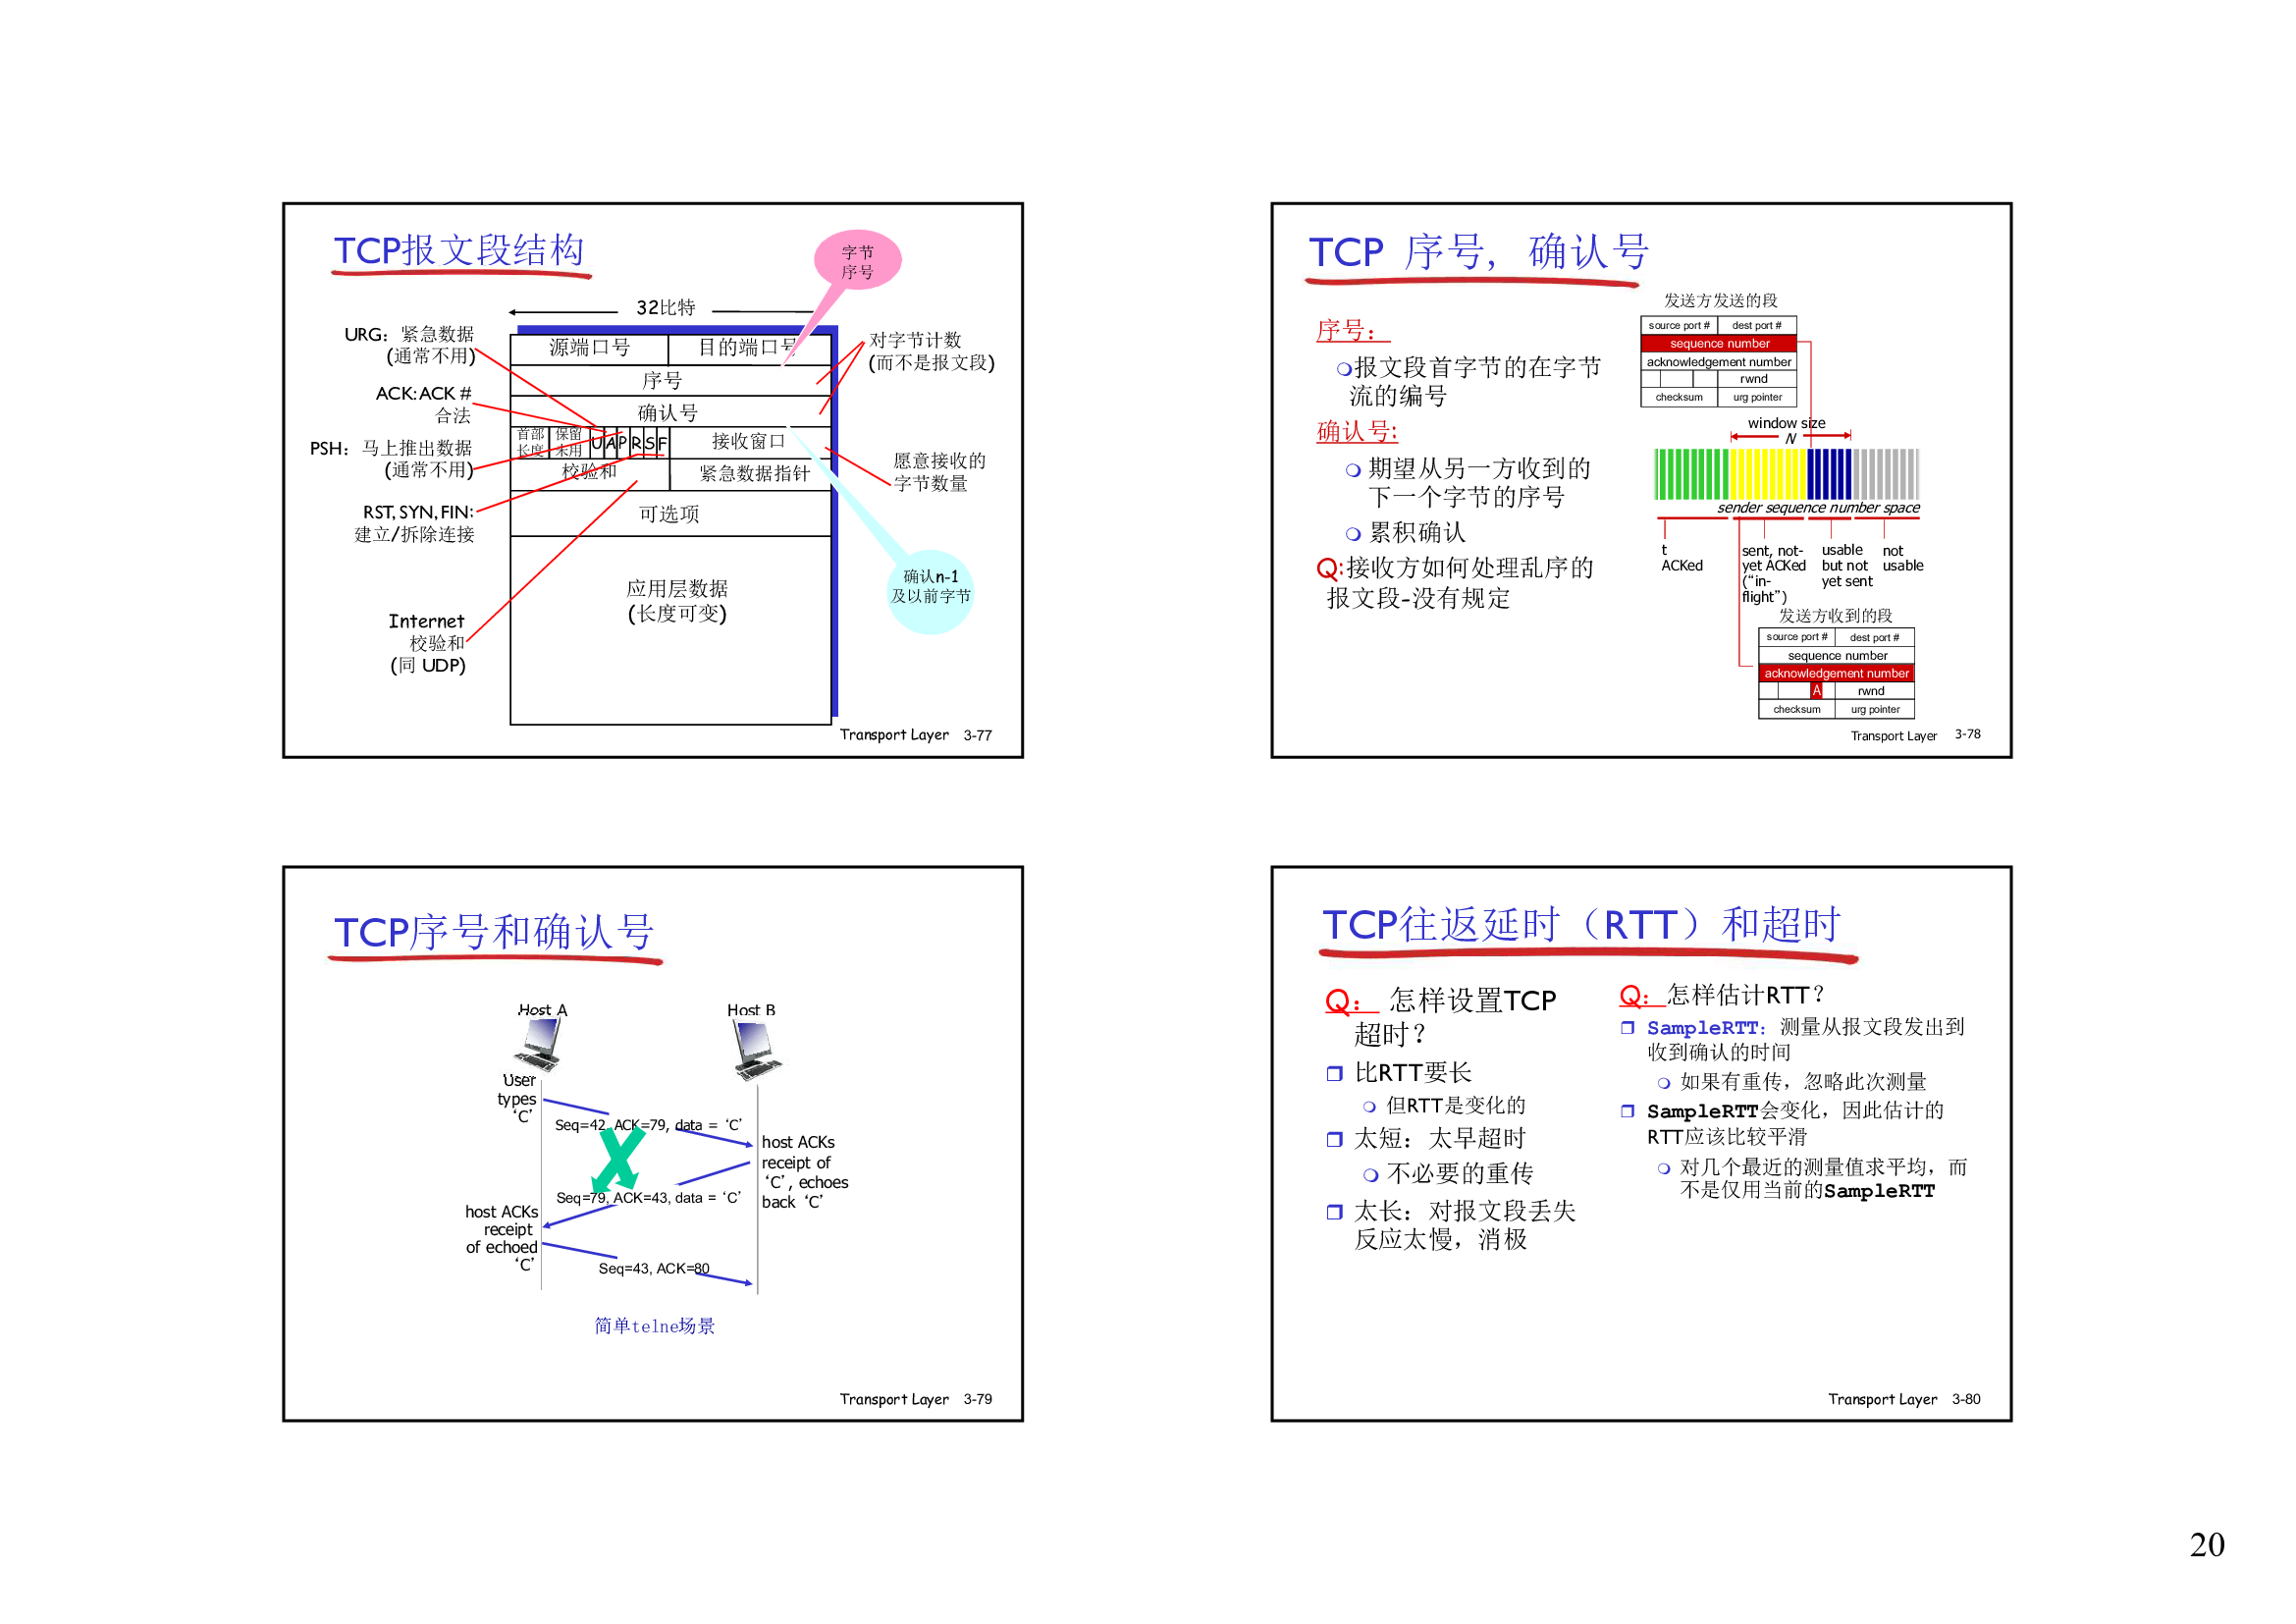 TCP报文段结构
字节
序号
32比特
URG：紧急数据
(通常不用)
ACK: ACK #
合法
PSH：马上推出数据
(通常不用)
RST, SYN, FIN:
建立/拆除连接
Internet
校验和
(同 UDP)
源端口号 目的端口号
序号
确认号
首部
长度
保留
未用
U A P R S F
接收窗口
校验和 紧急数据指针
可选项
应用层数据
(长度可变)
对字节计数
(而不是报文段)
愿意接收的
字节数量
确认n-1
及以前字节
Transport Layer 3-77
TCP 序号, 确认号
序号：
报文段首字节的在字节
流的编号
确认号:
期望从另一方收到的
下一个字节的序号
累积确认
Q:接收方如何处理乱序的
报文段-没有规定
发送方发送的段
source port # dest port #
sequence number
acknowledgement number
rwnd
checksum urg pointer
window size
N
sender sequence number space
t
ACKed
sent, not-
yet ACKed
(“in-
flight”)
usable
but not
yet sent
not
usable
发送方收到的段
source port # dest port #
sequence number
acknowledgement number
A rwnd
checksum urg pointer
Transport Layer 3-78
TCP序号和确认号
Host A Host B
User
types
‘C’
Seq=42, ACK=79, data = ‘C’
host ACKs
receipt of
‘C’, echoes
back ‘C’
Seq=79, ACK=43, data = ‘C’
host ACKs
receipt
of echoed
‘C’
Seq=43, ACK=80
简单telne场景
Transport Layer 3-79
TCP往返延时（RTT）和超时
Q： 怎样设置TCP
超时？
比RTT要长
但RTT是变化的
太短：太早超时
不必要的重传
太长：对报文段丢失
反应太慢，消极
Q：怎样估计RTT？
SampleRTT：测量从报文段发出到
收到确认的时间
如果有重传，忽略此次测量
SampleRTT会变化，因此估计的
RTT应该比较平滑
对几个最近的测量值求平均，而
不是仅用当前的SampleRTT
Transport Layer 3-80
20